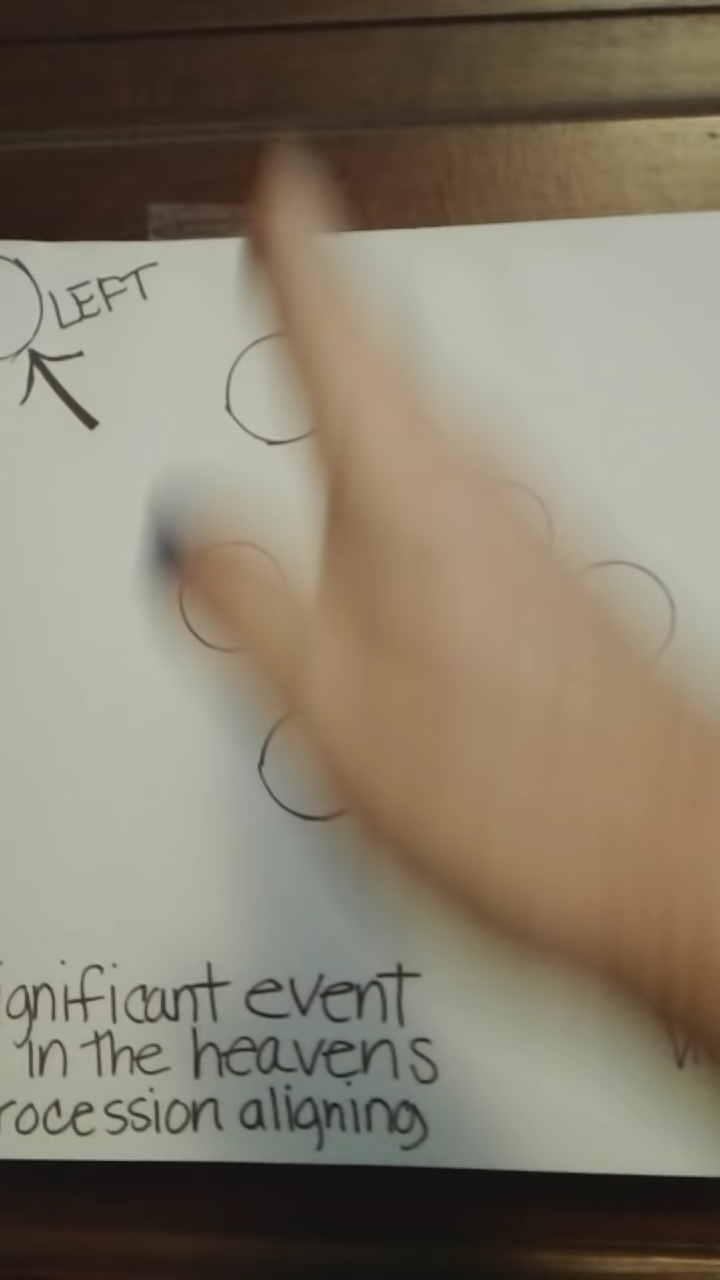 LEFT
ignificant event
in the heavens
rocession aligning